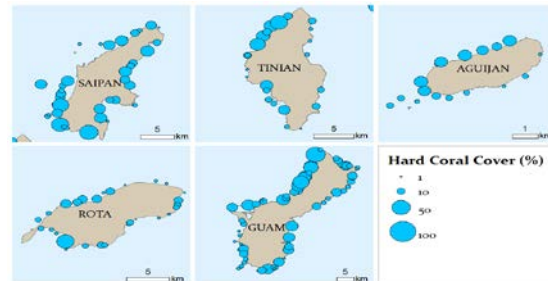 SAIPAN
5
km
TINIAN
5
km
AGUIJAN
1
km
ROTA
5
km
GUAM
5
km
Hard Coral Cover (%)
1
10
50
100